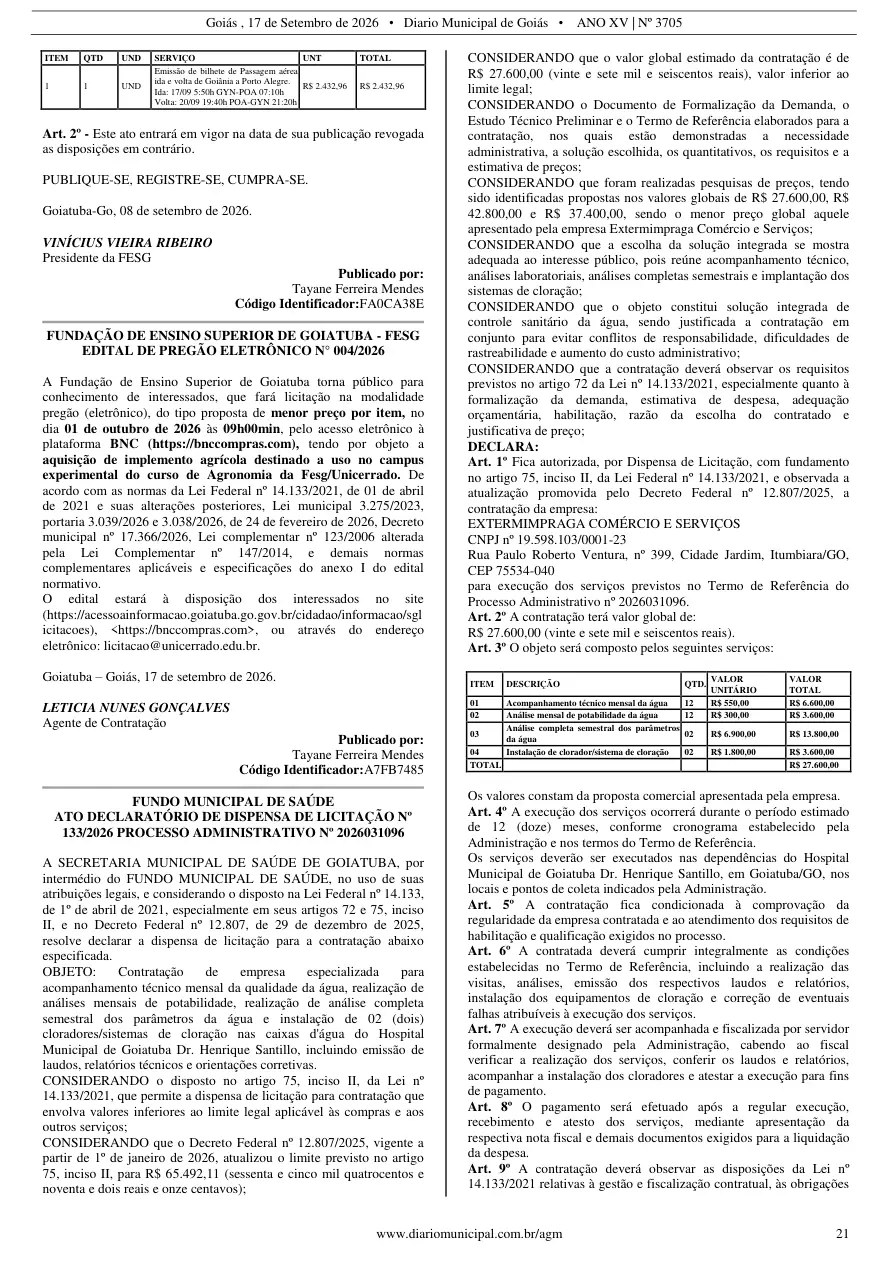 Goiás , 17 de Setembro de 2026 • Diario Municipal de Goiás • ANO XV | Nº 3705
ITEM QTD UND SERVIÇO UNT TOTAL
1 1 UND Emissão de bilhete de Passagem aérea ida e volta de Goiânia a Porto Alegre. Ida: 17/09 5:50h GYN-POA 07:10h Volta: 20/09 19:40h POA-GYN 21:20h R$ 2.432,96 R$ 2.432,96
Art. 2º - Este ato entrará em vigor na data de sua publicação revogada
as disposições em contrário.
PUBLIQUE-SE, REGISTRE-SE, CUMPRA-SE.
Goiatuba-Go, 08 de setembro de 2026.
VINÍCIUS VIEIRA RIBEIRO
Presidente da FESG
Publicado por:
Tayane Ferreira Mendes
Código Identificador:FA0CA38E
FUNDAÇÃO DE ENSINO SUPERIOR DE GOIATUBA - FESG
EDITAL DE PREGÃO ELETRÔNICO N° 004/2026
A Fundação de Ensino Superior de Goiatuba torna público para
conhecimento de interessados, que fará licitação na modalidade
pregão (eletrônico), do tipo proposta de menor preço por item, no
dia 01 de outubro de 2026 às 09h00min, pelo acesso eletrônico à
plataforma BNC (https://bnccompras.com), tendo por objeto a
aquisição de implemento agrícola destinado a uso no campus
experimental do curso de Agronomia da Fesg/Unicerrado. De
acordo com as normas da Lei Federal nº 14.133/2021, de 01 de abril
de 2021 e suas alterações posteriores, Lei municipal 3.275/2023,
portaria 3.039/2026 e 3.038/2026, de 24 de fevereiro de 2026, Decreto
municipal nº 17.366/2026, Lei complementar nº 123/2006 alterada
pela Lei Complementar nº 147/2014, e demais normas
complementares aplicáveis e especificações do anexo I do edital
normativo.
O edital estará à disposição dos interessados no site
(https://acessoainformacao.goiatuba.go.gov.br/cidadao/informacao/sgl
icitacoes), <https://bnccompras.com>, ou através do endereço
eletrônico: licitacao@unicerrado.edu.br.
Goiatuba – Goiás, 17 de setembro de 2026.
LETICIA NUNES GONÇALVES
Agente de Contratação
Publicado por:
Tayane Ferreira Mendes
Código Identificador:A7FB7485
FUNDO MUNICIPAL DE SAÚDE
ATO DECLARATÓRIO DE DISPENSA DE LICITAÇÃO Nº
133/2026 PROCESSO ADMINISTRATIVO Nº 2026031096
A SECRETARIA MUNICIPAL DE SAÚDE DE GOIATUBA, por
intermédio do FUNDO MUNICIPAL DE SAÚDE, no uso de suas
atribuições legais, e considerando o disposto na Lei Federal nº 14.133,
de 1º de abril de 2021, especialmente em seus artigos 72 e 75, inciso
II, e no Decreto Federal nº 12.807, de 29 de dezembro de 2025,
resolve declarar a dispensa de licitação para a contratação abaixo
especificada.
OBJETO: Contratação de empresa especializada para
acompanhamento técnico mensal da qualidade da água, realização de
análises mensais de potabilidade, realização de análise completa
semestral dos parâmetros da água e instalação de 02 (dois)
cloradores/sistemas de cloração nas caixas d'água do Hospital
Municipal de Goiatuba Dr. Henrique Santillo, incluindo emissão de
laudos, relatórios técnicos e orientações corretivas.
CONSIDERANDO o disposto no artigo 75, inciso II, da Lei nº
14.133/2021, que permite a dispensa de licitação para contratação que
envolva valores inferiores ao limite legal aplicável às compras e aos
outros serviços;
CONSIDERANDO que o Decreto Federal nº 12.807/2025, vigente a
partir de 1º de janeiro de 2026, atualizou o limite previsto no artigo
75, inciso II, para R$ 65.492,11 (sessenta e cinco mil quatrocentos e
noventa e dois reais e onze centavos);
CONSIDERANDO que o valor global estimado da contratação é de
R$ 27.600,00 (vinte e sete mil e seiscentos reais), valor inferior ao
limite legal;
CONSIDERANDO o Documento de Formalização da Demanda, o
Estudo Técnico Preliminar e o Termo de Referência elaborados para a
contratação, nos quais estão demonstradas a necessidade
administrativa, a solução escolhida, os quantitativos, os requisitos e a
estimativa de preços;
CONSIDERANDO que foram realizadas pesquisas de preços, tendo
sido identificadas propostas nos valores globais de R$ 27.600,00, R$
42.800,00 e R$ 37.400,00, sendo o menor preço global aquele
apresentado pela empresa Extermimpraga Comércio e Serviços;
CONSIDERANDO que a escolha da solução integrada se mostra
adequada ao interesse público, pois reúne acompanhamento técnico,
análises laboratoriais, análises completas semestrais e implantação dos
sistemas de cloração;
CONSIDERANDO que o objeto constitui solução integrada de
controle sanitário da água, sendo justificada a contratação em
conjunto para evitar conflitos de responsabilidade, dificuldades de
rastreabilidade e aumento do custo administrativo;
CONSIDERANDO que a contratação deverá observar os requisitos
previstos no artigo 72 da Lei nº 14.133/2021, especialmente quanto à
formalização da demanda, estimativa de despesa, adequação
orçamentária, habilitação, razão da escolha do contratado e
justificativa de preço;
DECLARA:
Art. 1º Fica autorizada, por Dispensa de Licitação, com fundamento
no artigo 75, inciso II, da Lei Federal nº 14.133/2021, e observada a
atualização promovida pelo Decreto Federal nº 12.807/2025, a
contratação da empresa:
EXTERMIMPRAGA COMÉRCIO E SERVIÇOS
CNPJ nº 19.598.103/0001-23
Rua Paulo Roberto Ventura, nº 399, Cidade Jardim, Itumbiara/GO,
CEP 75534-040
para execução dos serviços previstos no Termo de Referência do
Processo Administrativo nº 2026031096.
Art. 2º A contratação terá valor global de:
R$ 27.600,00 (vinte e sete mil e seiscentos reais).
Art. 3º O objeto será composto pelos seguintes serviços:
ITEM DESCRIÇÃO QTD. VALOR UNITÁRIO VALOR TOTAL
01 Acompanhamento técnico mensal da água 12 R$ 550,00 R$ 6.600,00
02 Análise mensal de potabilidade da água 12 R$ 300,00 R$ 3.600,00
03 Análise completa semestral dos parâmetros da água 02 R$ 6.900,00 R$ 13.800,00
04 Instalação de clorador/sistema de cloração 02 R$ 1.800,00 R$ 3.600,00
TOTAL R$ 27.600,00
Os valores constam da proposta comercial apresentada pela empresa.
Art. 4º A execução dos serviços ocorrerá durante o período estimado
de 12 (doze) meses, conforme cronograma estabelecido pela
Administração e nos termos do Termo de Referência.
Os serviços deverão ser executados nas dependências do Hospital
Municipal de Goiatuba Dr. Henrique Santillo, em Goiatuba/GO, nos
locais e pontos de coleta indicados pela Administração.
Art. 5º A contratação fica condicionada à comprovação da
regularidade da empresa contratada e ao atendimento dos requisitos de
habilitação e qualificação exigidos no processo.
Art. 6º A contratada deverá cumprir integralmente as condições
estabelecidas no Termo de Referência, incluindo a realização das
visitas, análises, emissão dos respectivos laudos e relatórios,
instalação dos equipamentos de cloração e correção de eventuais
falhas atribuíveis à execução dos serviços.
Art. 7º A execução deverá ser acompanhada e fiscalizada por servidor
formalmente designado pela Administração, cabendo ao fiscal
verificar a realização dos serviços, conferir os laudos e relatórios,
acompanhar a instalação dos cloradores e atestar a execução para fins
de pagamento.
Art. 8º O pagamento será efetuado após a regular execução,
recebimento e atesto dos serviços, mediante apresentação da
respectiva nota fiscal e demais documentos exigidos para a liquidação
da despesa.
Art. 9º A contratação deverá observar as disposições da Lei nº
14.133/2021 relativas à gestão e fiscalização contratual, às obrigações
www.diariomunicipal.com.br/agm 21